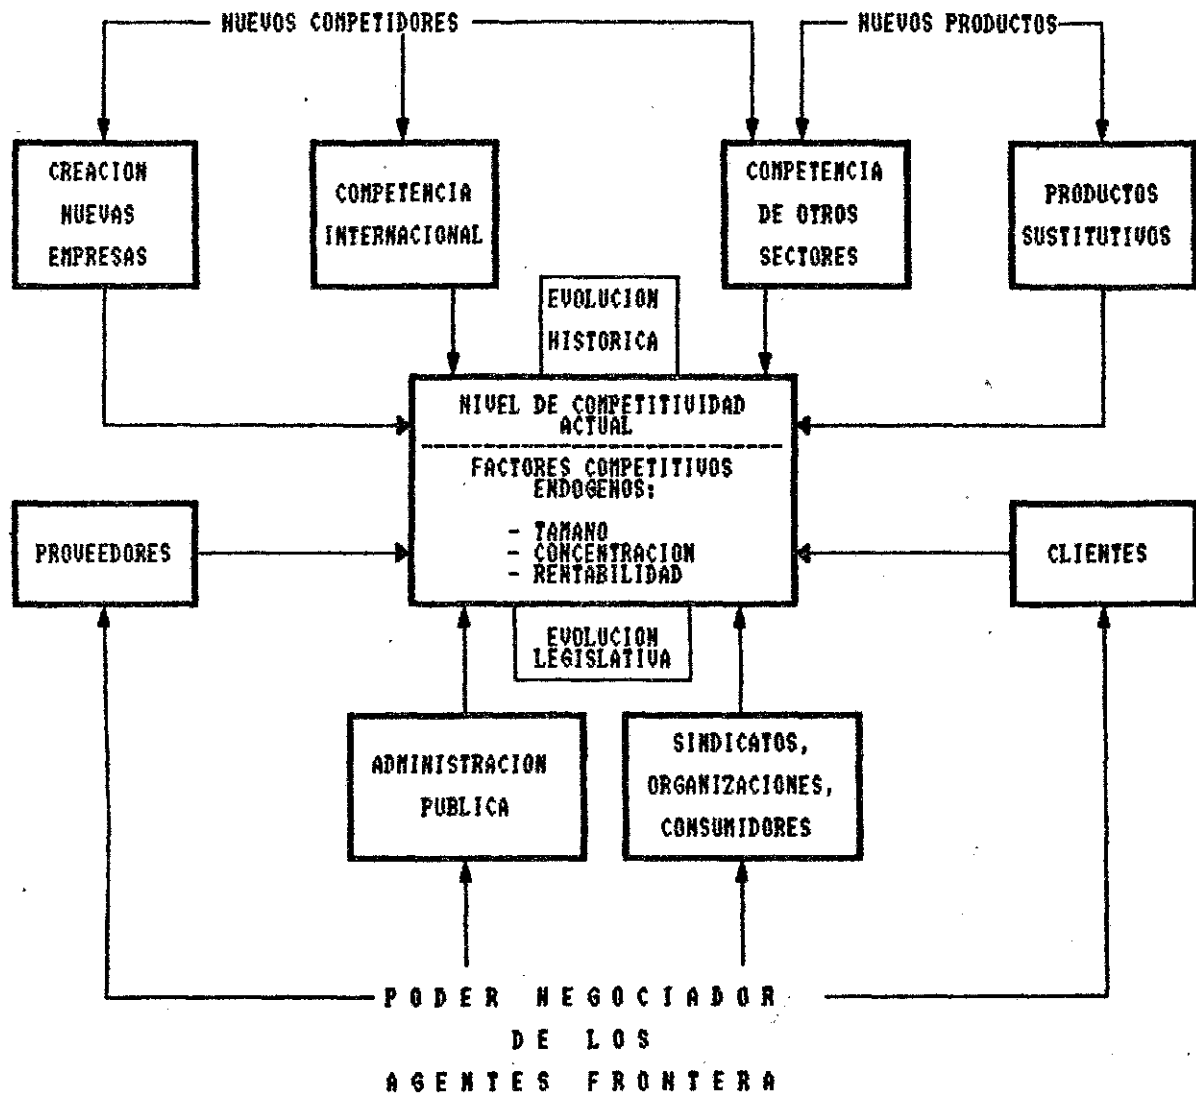 NUEVOS COMPETIDORES
NUEVOS PRODUCTOS
CREACION
NUEVAS
EMPRESAS
COMPETENCIA
INTERNACIONAL
COMPETENCIA
DE OTROS
SECTORES
PRODUCTOS
SUSTITUTIVOS
EVOLUCION
HISTORICA
NIVEL DE COMPETITIVIDAD
ACTUAL
FACTORES COMPETITIVOS
ENDOGENOS:
- TAMANO
- CONCENTRACION
- RENTABILIDAD
PROVEEDORES
CLIENTES
EVOLUCION
LEGISLATIVA
ADMINISTRACION
PUBLICA
SINDICATOS,
ORGANIZACIONES,
CONSUMIDORES
PODER NEGOCIADOR
DE LOS
AGENTES FRONTERA